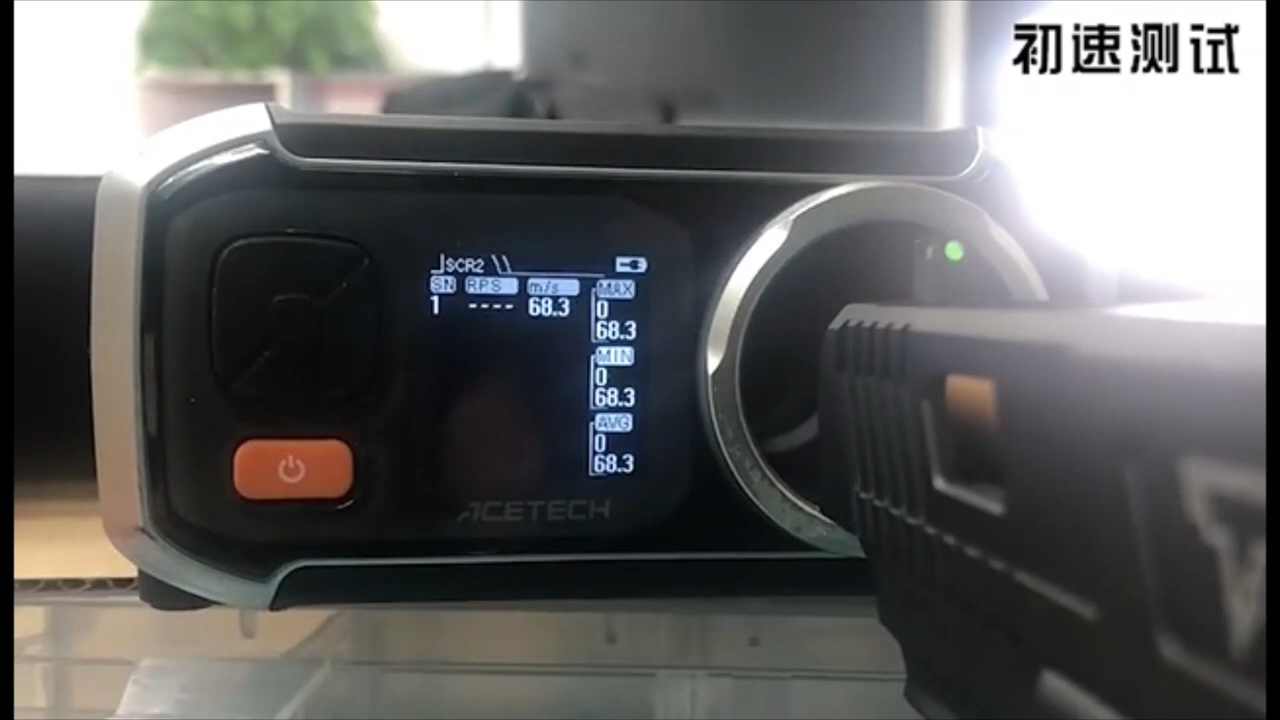 初速测试
SCR2
SN RPS m/s MAX
1 ---- 68.3 0
68.3
MIN
0
68.3
AVG
0
68.3
ACETECH